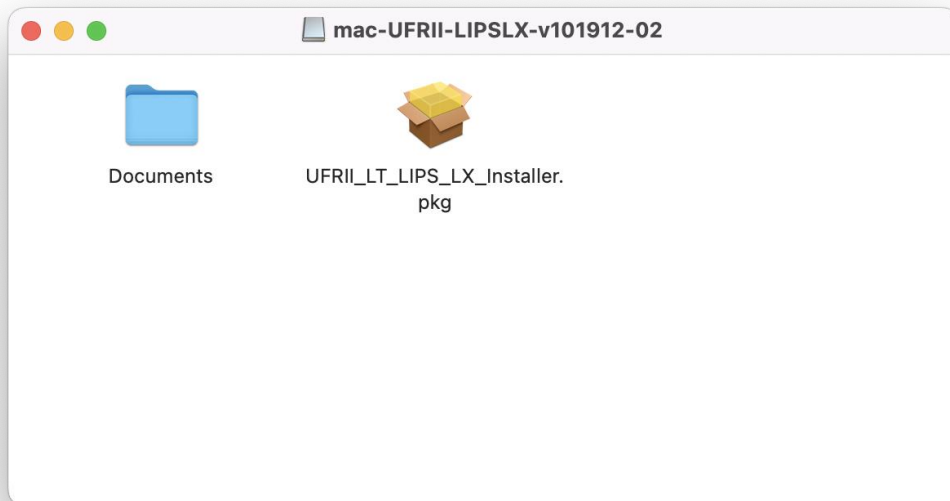 mac-UFRII-LIPSLX-v101912-02
Documents
UFRII_LT_LIPS_LX_Installer.
pkg